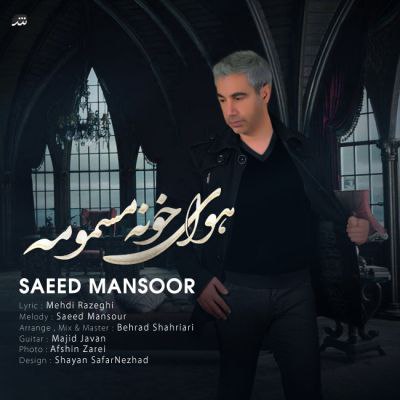 هوای خونه مسمومه
SAEED MANSOOR
Lyric : Mehdi Razeghi
Melody : Saeed Mansour
Arrange , Mix & Master : Behrad Shahriari
Guitar : Majid Javan
Photo : Afshin Zarei
Design : Shayan SafarNezhad